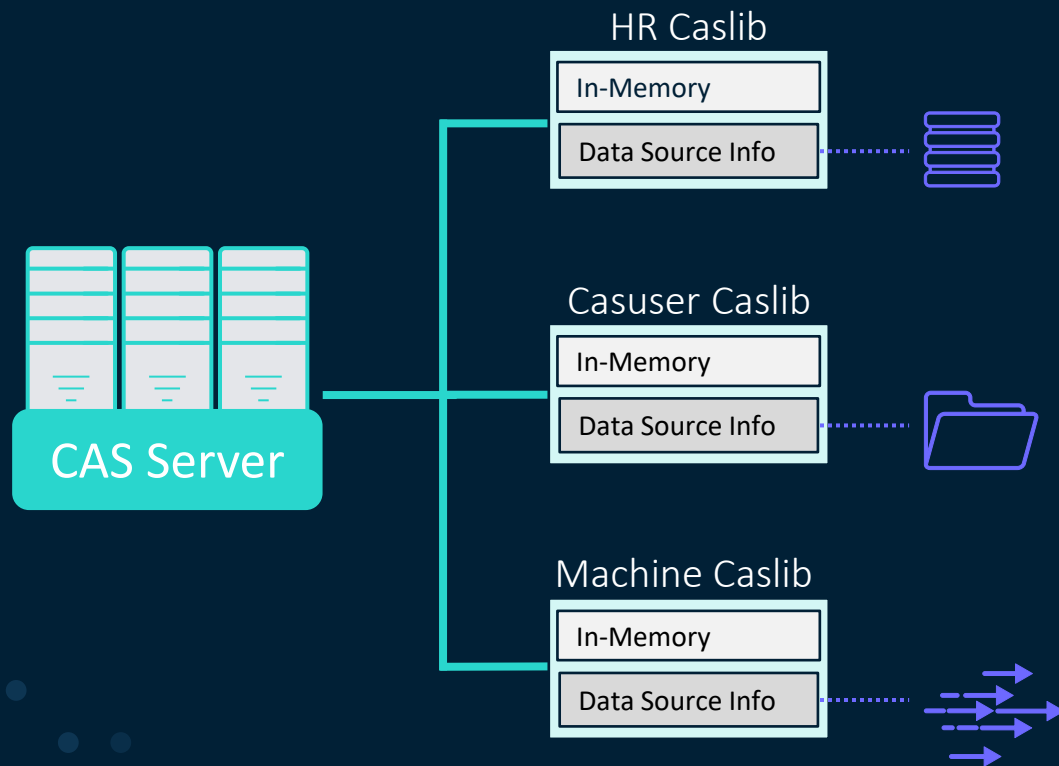 HR Caslib
In-Memory
Data Source Info
CAS Server
Casuser Caslib
In-Memory
Data Source Info
Machine Caslib
In-Memory
Data Source Info